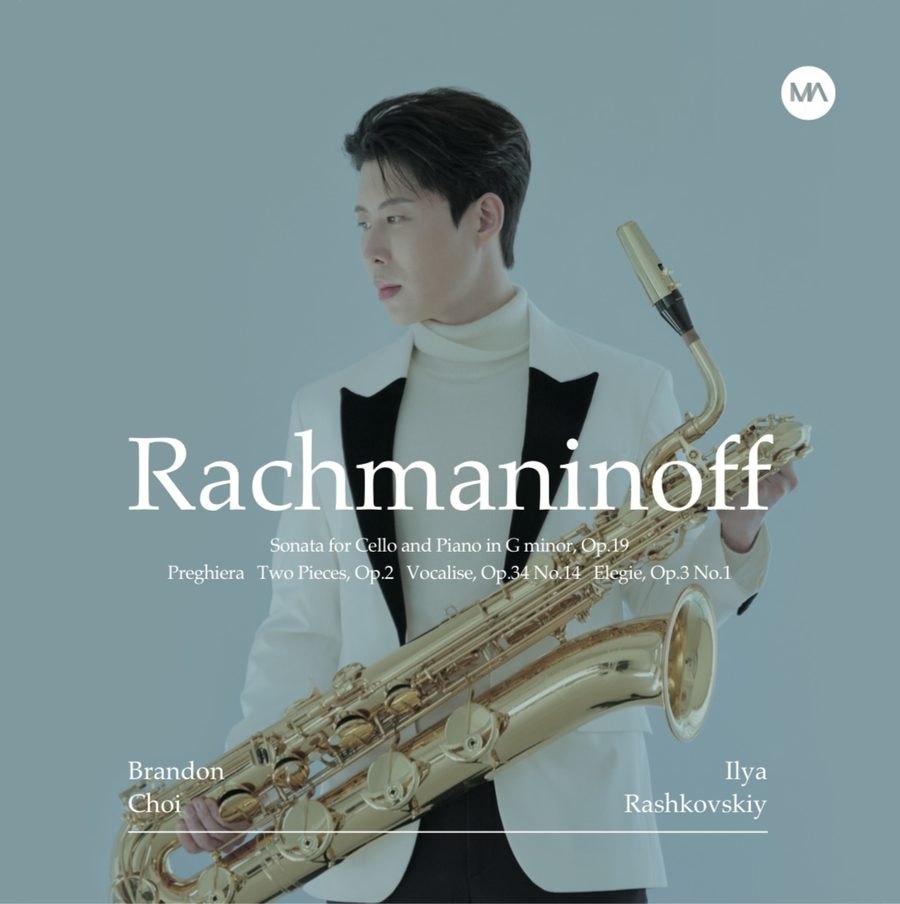 MA
Rachmaninoff
Sonata for Cello and Piano in G minor, Op.19
Preghiera Two Pieces, Op.2 Vocalise, Op.34 No.14 Elegie, Op.3 No.1
Brandon
Choi
Ilya
Rashkovskiy